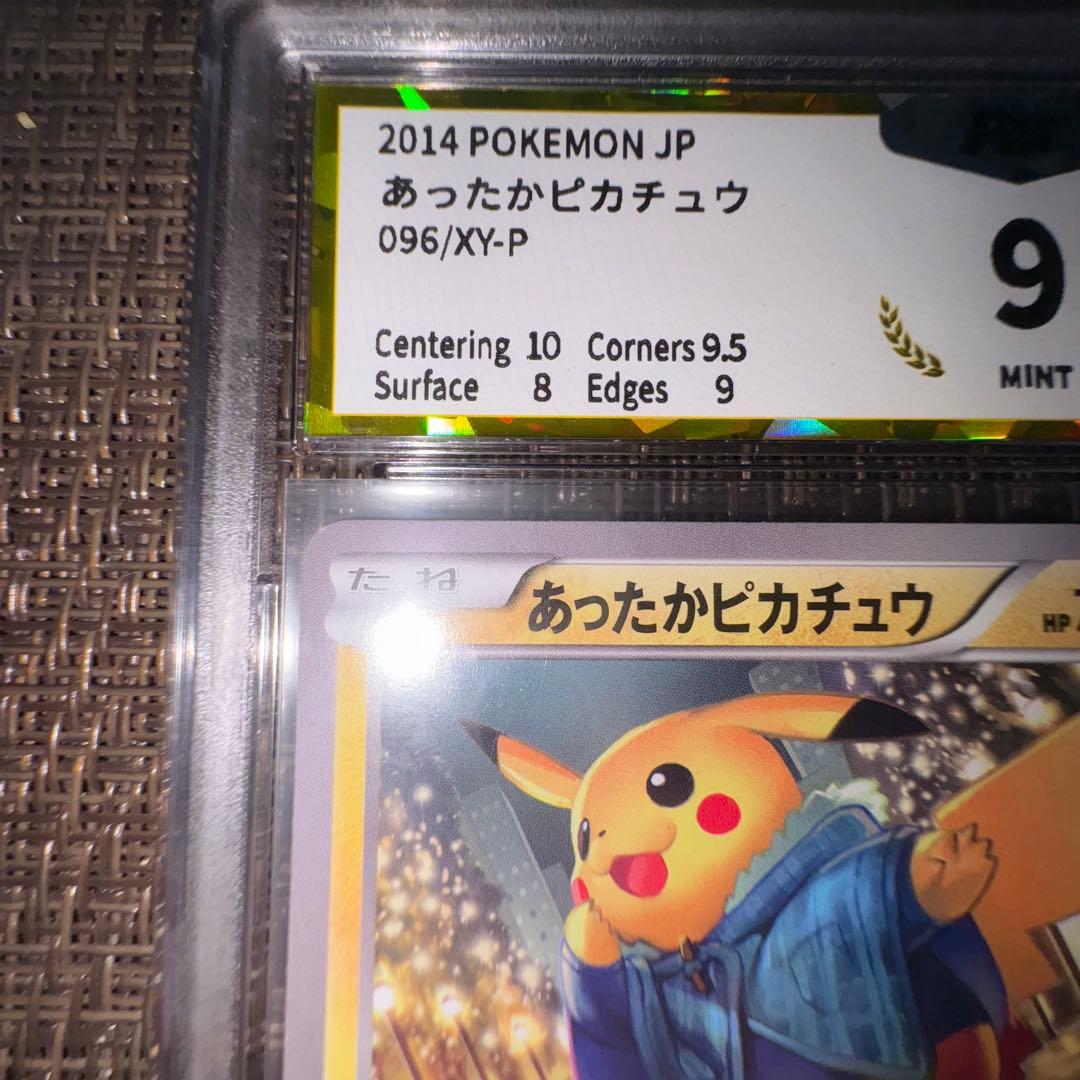 2014 POKEMON JP
あったかピカチュウ
096/XY-P
9
MINT
Centering 10 Corners 9.5
Surface 8 Edges 9
たね
あったかピカチュウ
HP